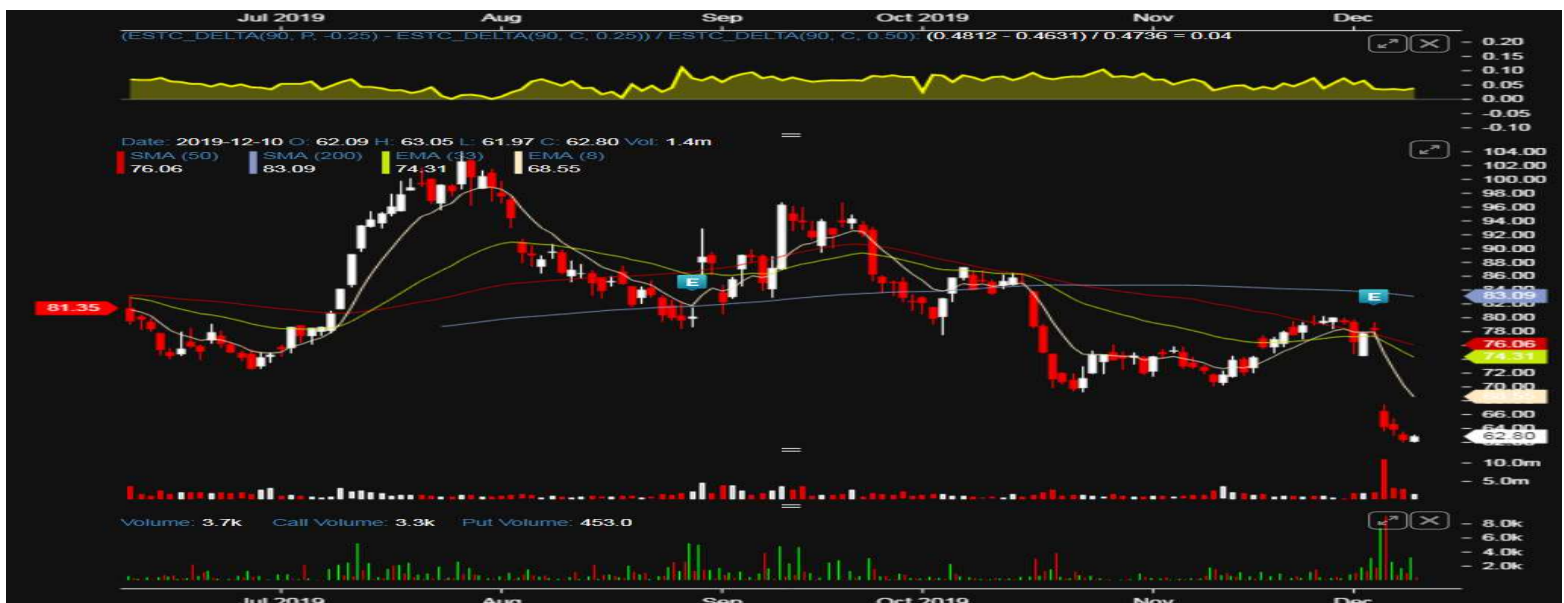 Jul 2019 Aug Sep Oct 2019 Nov Dec
(ESTC_DELTA(90, P, -0.25) - ESTC_DELTA(90, C, 0.25)) / ESTC_DELTA(90, C, 0.50): (0.4812 - 0.4631) / 0.4736 = 0.04
0.20
0.15
0.10
0.05
0.00
-0.05
-0.10
Date: 2019-12-10 O: 62.09 H: 63.05 L: 61.97 C: 62.80 Vol: 1.4m
SMA (50) SMA (200) EMA (33) EMA (8)
76.06 83.09 74.31 68.55
104.00
102.00
100.00
98.00
96.00
94.00
92.00
90.00
88.00
86.00
84.00
E
E
83.09
82.00
81.35
80.00
78.00
76.06
74.31
72.00
70.00
66.00
64.00
62.80
10.0m
5.0m
Volume: 3.7k Call Volume: 3.3k Put Volume: 453.0
8.0k
6.0k
4.0k
2.0k
Jul 2019 Aug Sep Oct 2019 Nov Dec